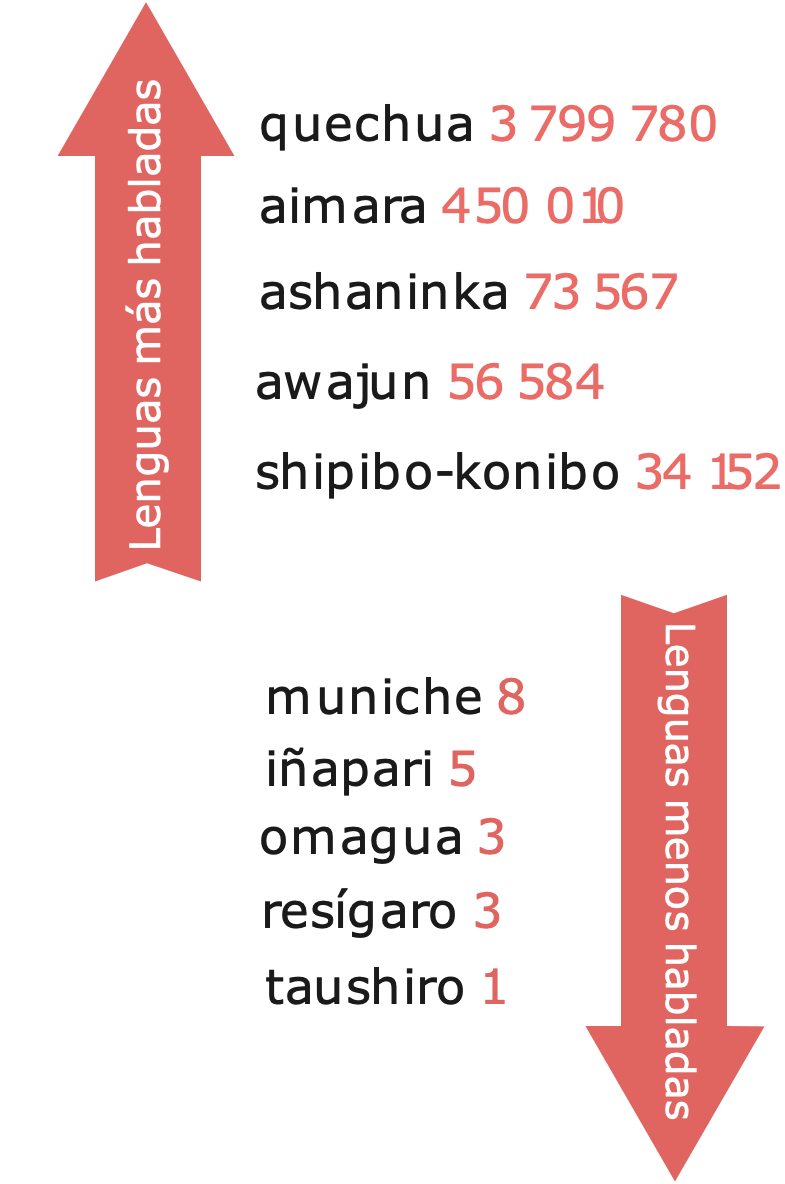 Lenguas más habladas
quechua 3 799 780
aimara 450 010
ashaninka 73 567
awajun 56 584
shipibo-konibo 34 152
Lenguas menos habladas
muniche 8
iñapari 5
omagua 3
resígaro 3
taushiro 1